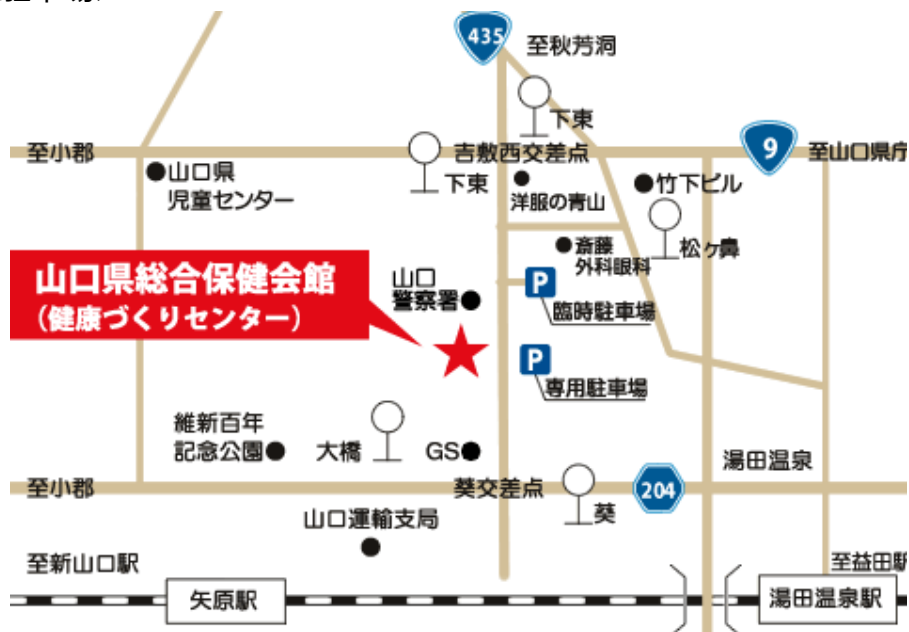 435
至秋芳洞
下東
至小郡
吉敷西交差点
9
至山口県庁
山口県
児童センター
下東
洋服の青山
竹下ビル
斎藤
外科眼科
松ヶ鼻
山口県総合保健会館
（健康づくりセンター）
山口
警察署
P
臨時駐車場
P
専用駐車場
維新百年
記念公園
大橋
GS
湯田温泉
至小郡
葵交差点
204
葵
山口運輸支局
至新山口駅
至益田駅
矢原駅
湯田温泉駅